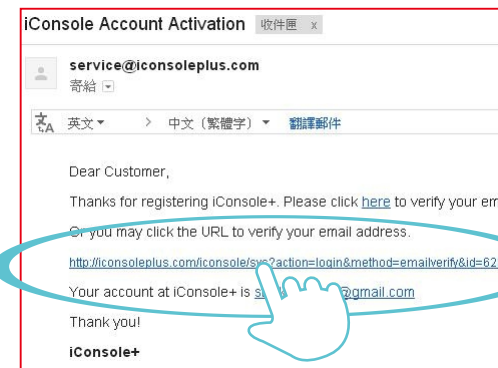 iConsole Account Activation 收件匣 x
service@iconsoleplus.com
寄給
英文 > 中文（繁體字） 翻譯郵件
Dear Customer,
Thanks for registering iConsole+. Please click here to verify your em
Or you may click the URL to verify your email address.
http://iconsoleplus.com/iconsole/sys?action=login&method=emailverify&id=62
Your account at iConsole+ is @gmail.com
Thank you!
iConsole+